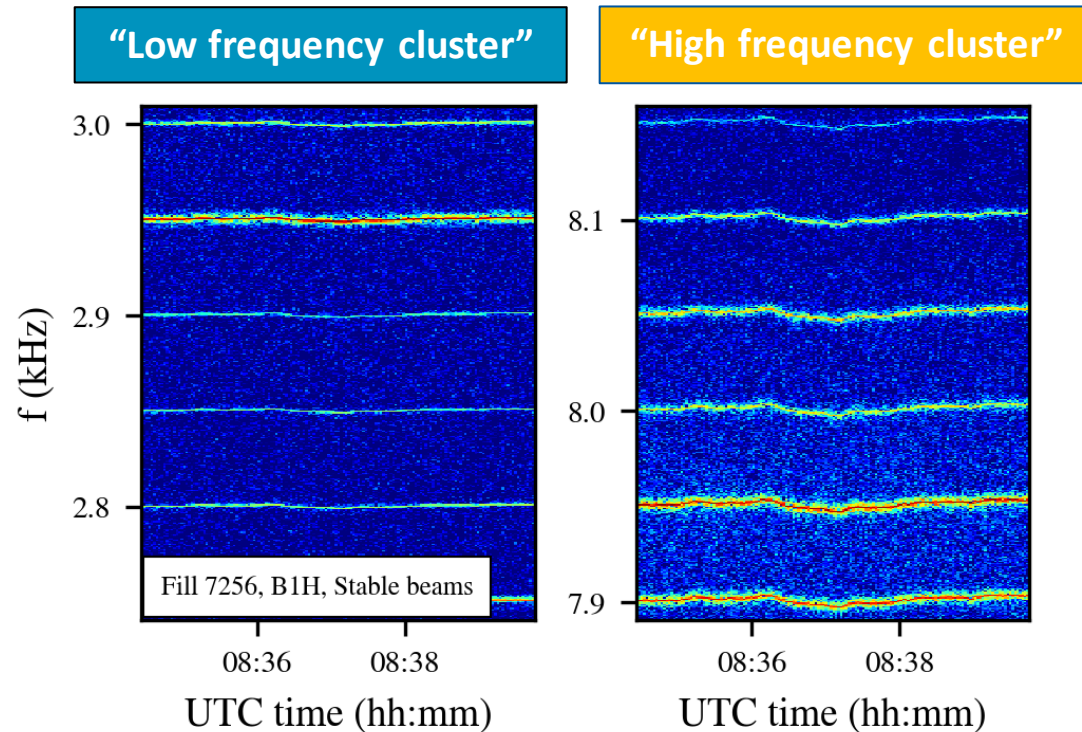 “Low frequency cluster”
“High frequency cluster”
f (kHz)
3.0
2.9
2.8
Fill 7256, B1H, Stable beams
08:36
08:38
UTC time (hh:mm)
8.1
8.0
7.9
08:36
08:38
UTC time (hh:mm)